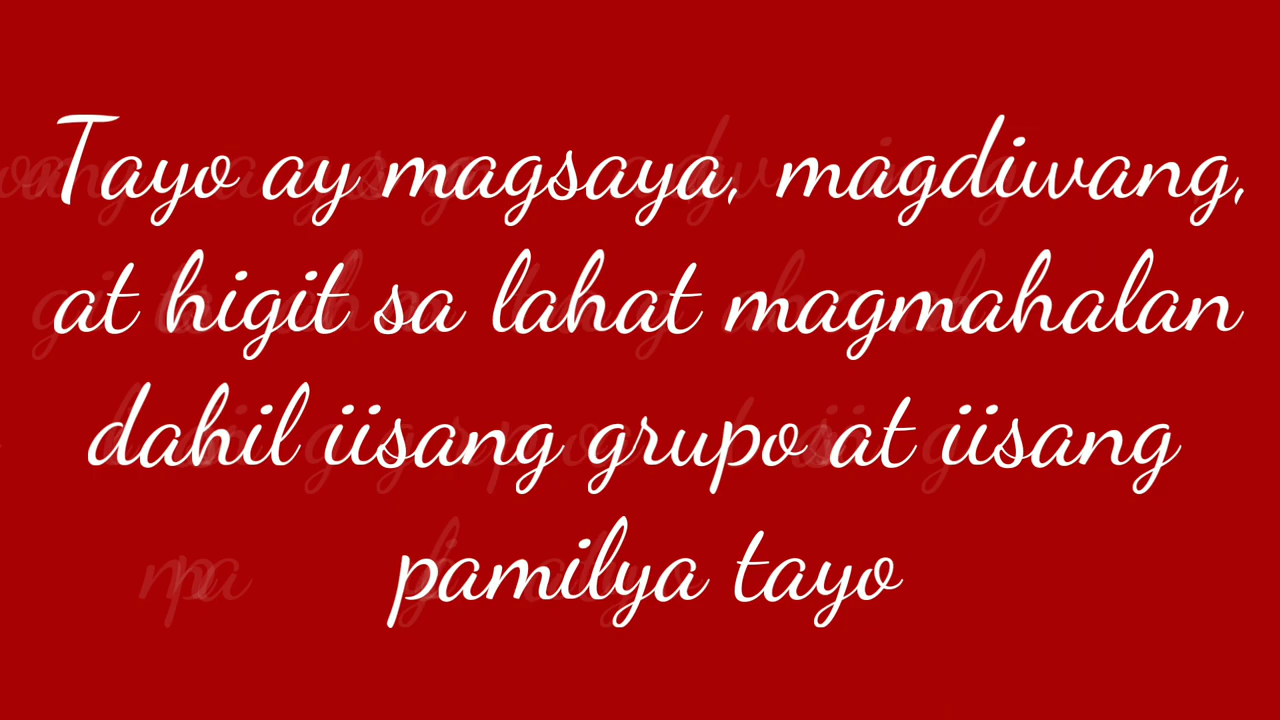 Tayo ay magsaya, magdiwang,
at higit sa lahat magmahalan
dahil iisang grupo at iisang
pamilya tayo